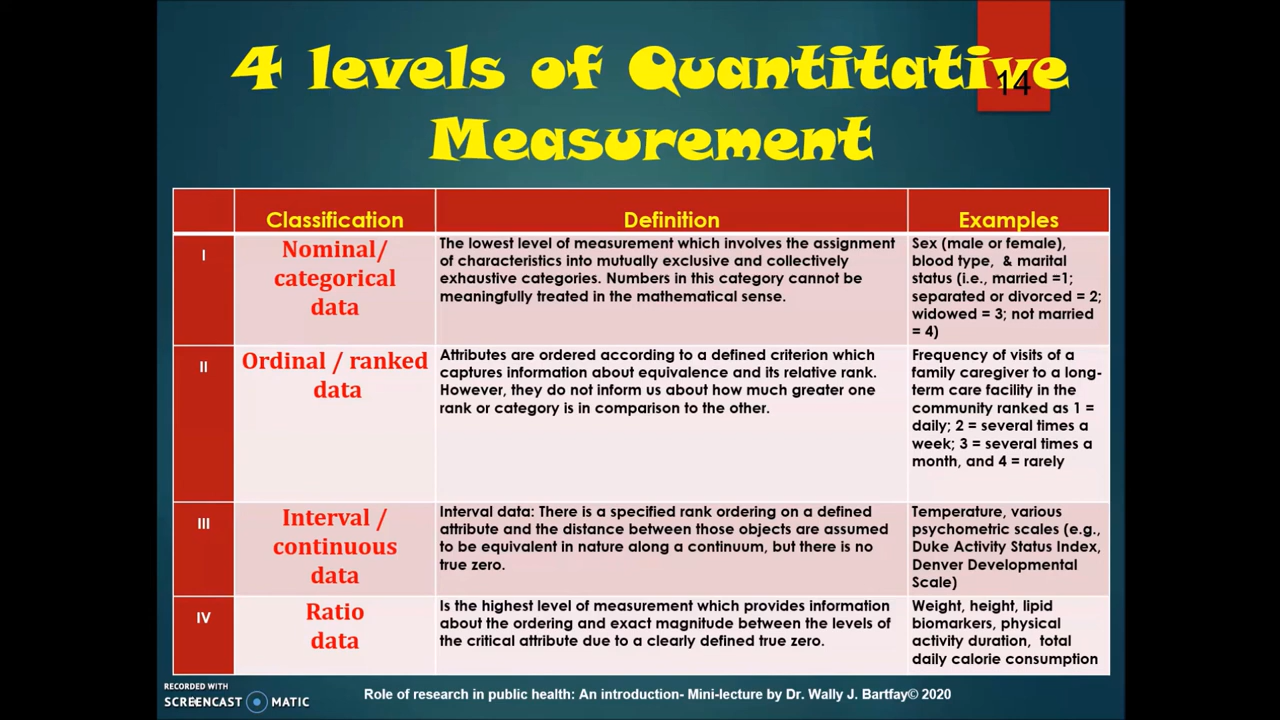 4 levels of Quantitative
14
Measurement
Classification
Definition
Examples
I
Nominal/
categorical
data
The lowest level of measurement which involves the assignment
of characteristics into mutually exclusive and collectively
exhaustive categories. Numbers in this category cannot be
meaningfully treated in the mathematical sense.
Sex (male or female),
blood type, & marital
status (i.e., married =1;
separated or divorced = 2;
widowed = 3; not married
= 4)
II
Ordinal / ranked
data
Attributes are ordered according to a defined criterion which
captures information about equivalence and its relative rank.
However, they do not inform us about how much greater one
rank or category is in comparison to the other.
Frequency of visits of a
family caregiver to a long-
term care facility in the
community ranked as 1 =
daily; 2 = several times a
week; 3 = several times a
month, and 4 = rarely
III
Interval /
continuous
data
Interval data: There is a specified rank ordering on a defined
attribute and the distance between those objects are assumed
to be equivalent in nature along a continuum, but there is no
true zero.
Temperature, various
psychometric scales (e.g.,
Duke Activity Status Index,
Denver Developmental
Scale)
IV
Ratio
data
Is the highest level of measurement which provides information
about the ordering and exact magnitude between the levels of
the critical attribute due to a clearly defined true zero.
Weight, height, lipid
biomarkers, physical
activity duration, total
daily calorie consumption
RECORDED WITH
SCREENCAST MATIC
Role of research in public health: An introduction- Mini-lecture by Dr. Wally J. Bartfay© 2020